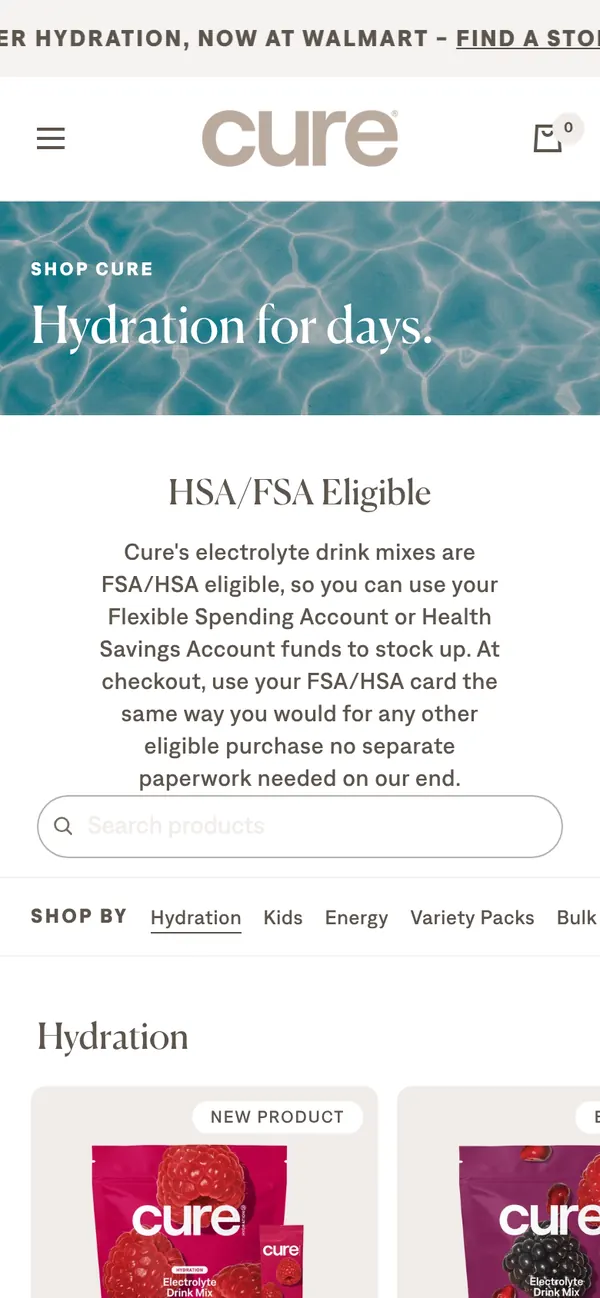 ER HYDRATION, NOW AT WALMART – FIND A STO
cure®
0
SHOP CURE
Hydration for days.
HSA/FSA Eligible
Cure's electrolyte drink mixes are
FSA/HSA eligible, so you can use your
Flexible Spending Account or Health
Savings Account funds to stock up. At
checkout, use your FSA/HSA card the
same way you would for any other
eligible purchase no separate
paperwork needed on our end.
Search products
SHOP BY Hydration Kids Energy Variety Packs Bulk
Hydration
NEW PRODUCT
cure
HYDRATION
Electrolyte
Drink Mix
cure
cure
Electrolyte
Drink Mix